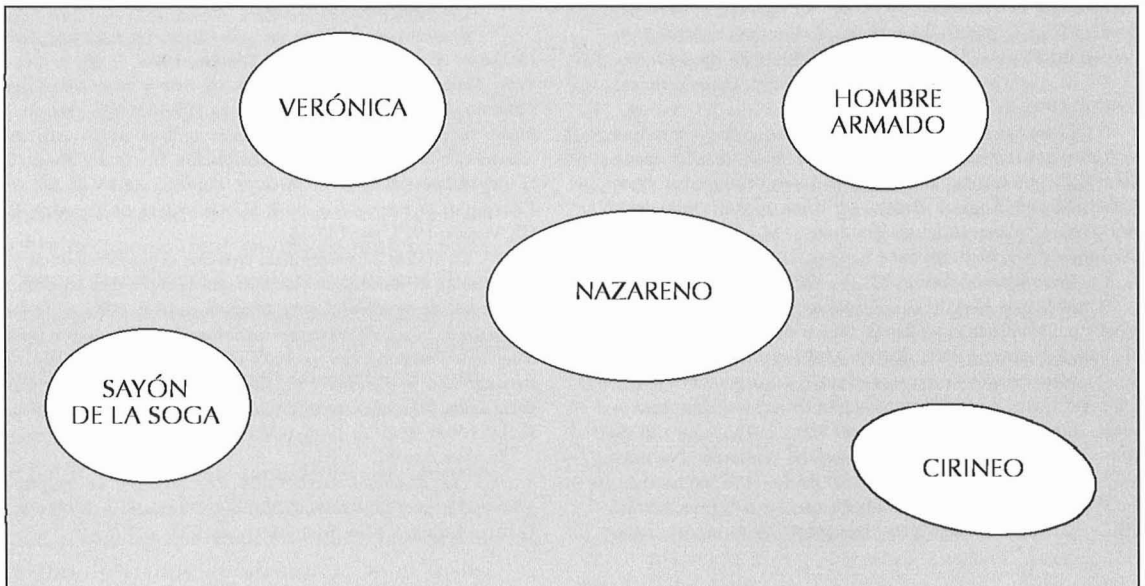 VERÓNICA
HOMBRE
ARMADO
NAZARENO
SAYÓN
DE LA SOGA
CIRINEO